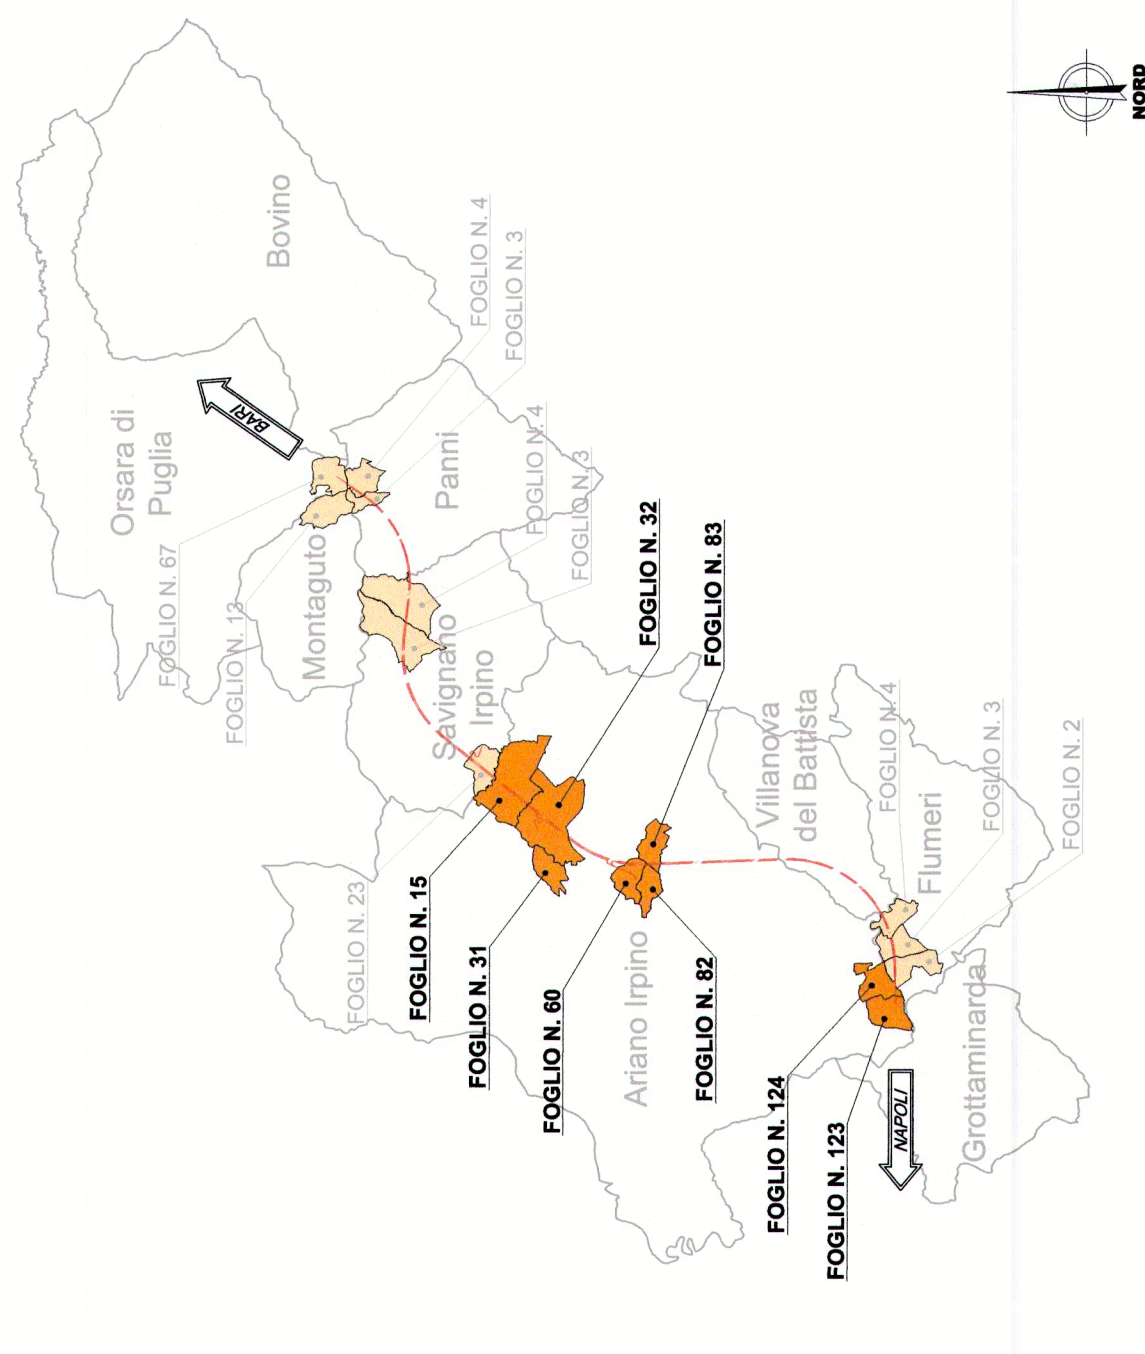 Bovino
FOGLIO N. 4
FOGLIO N. 3
Orsara di
Puglia
BARI
Panni
FOGLIO N. 4
FOGLIO N. 3
FOGLIO N. 67
FOGLIO N. 13
Montaguto
Savignano
Irpino
FOGLIO N. 32
FOGLIO N. 83
Villanova
del Battista
FOGLIO N. 4
Flumeri
FOGLIO N. 3
FOGLIO N. 2
FOGLIO N. 23
FOGLIO N. 15
FOGLIO N. 31
FOGLIO N. 60
Ariano Irpino
FOGLIO N. 82
FOGLIO N. 124
FOGLIO N. 123
NAPOLI
Grottaminarda
NORD